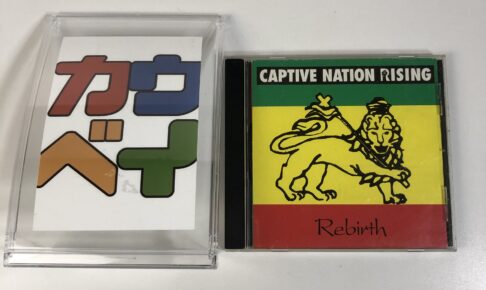 カウ
ベイ
CAPTIVE NATION RISING
Rebirth